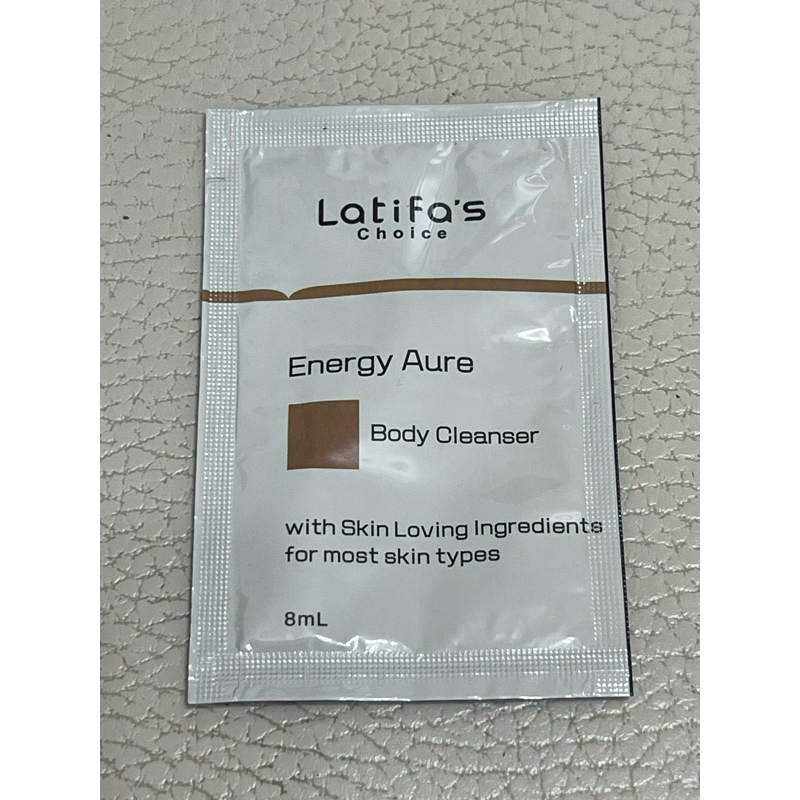 Latifa's
Choice
Energy Aure
Body Cleanser
with Skin Loving Ingredients
for most skin types
8mL